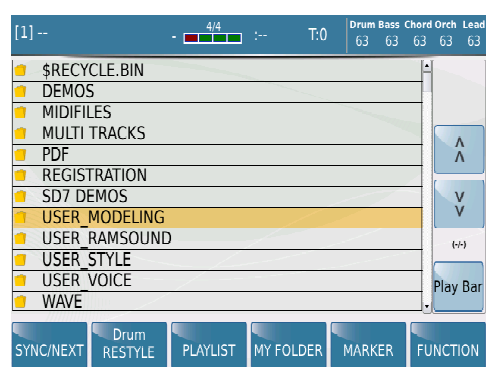 [1] --
- 4/4 :-- T:0
Drum Bass Chord Orch Lead
63 63 63 63 63
$RECYCLE.BIN
DEMOS
MIDIFILES
MULTI TRACKS
PDF
REGISTRATION
SD7 DEMOS
USER_MODELING
USER_RAMSOUND
USER_STYLE
USER_VOICE
WAVE
(-/-)
Play Bar
SYNC/NEXT
Drum
RESTYLE
PLAYLIST
MY FOLDER
MARKER
FUNCTION